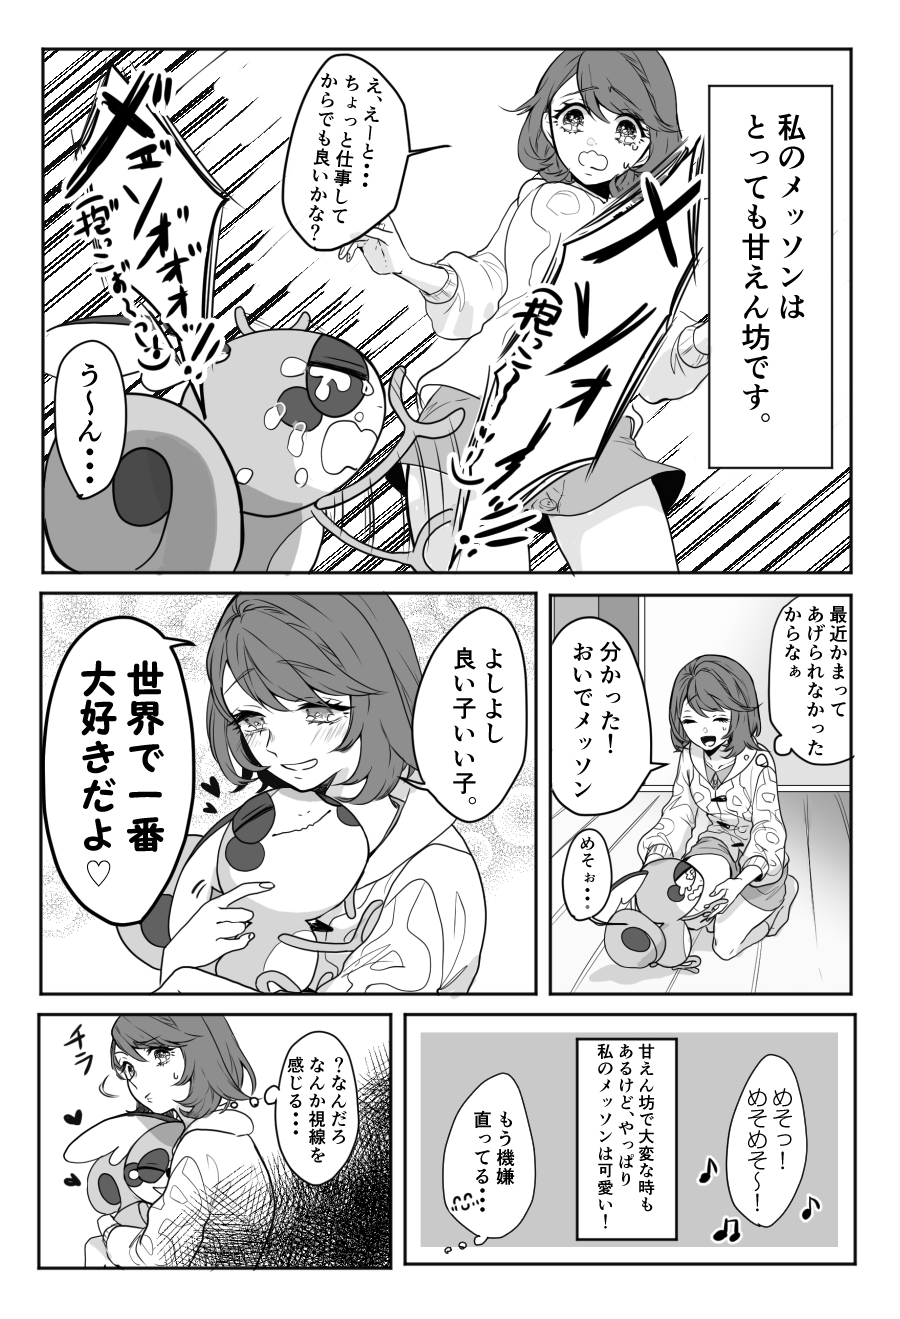 私のメッソンは
とっても甘えん坊です。
え、えーと・・・
ちょっと仕事して
からでも良いかな？
メッソォ・・・!!
(抱っこ〜〜〜っ!)
メ゛ェソ゛オ゛オ゛ォ゛・・!!
(抱っこぉ〜〜っ!)
う〜ん・・・
最近かまって
あげられなかった
からなぁ
分かった！
おいでメッソン
めそぉ・・・
よしよし
良い子いい子。
世界で一番
大好きだよ
♡
めそっ！
めそめそ〜！
甘えん坊で大変な時も
あるけど、やっぱり
私のメッソンは可愛い！
もう機嫌
直ってる・・・
？なんだろ
なんか視線を
感じる・・・
チラ